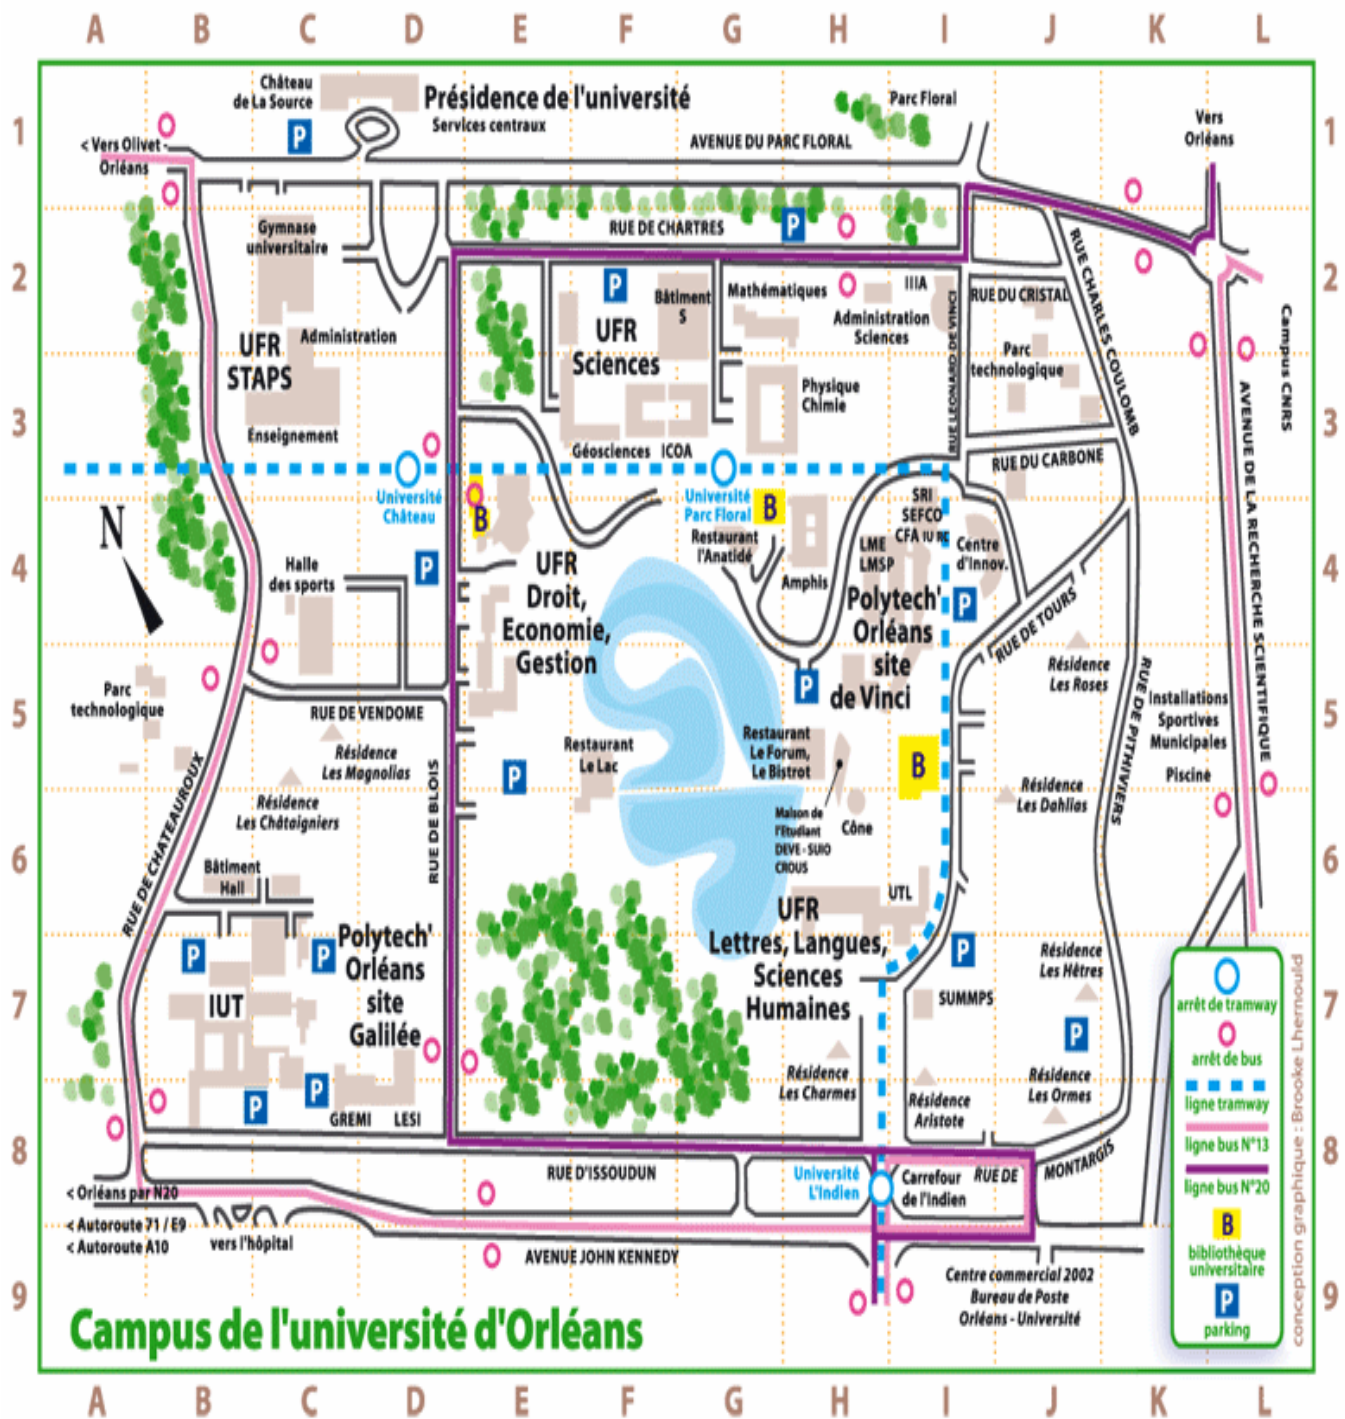 A B C D E F G H I J K L
Château
de La Source
P
Présidence de l'université
Services centraux
Parc Floral
1
< Vers Olivet -
Orléans
AVENUE DU PARC FLORAL
Vers
Orléans
1
Gymnase
universitaire
RUE DE CHARTRES
P
2
P
Bâtiment
S
Mathématiques
IIIA
Administration
Sciences
RUE DU CRISTAL
RUE CHARLES COULOMB
2
UFR
STAPS
Administration
UFR
Sciences
RUE LEONARD DE VINCI
Parc
technologique
Campus CNRS
3
Enseignement
Géosciences
ICOA
Physique
Chimie
RUE DU CARBONE
AVENUE DE LA RECHERCHE SCIENTIFIQUE
3
Université
Château
B
Université
Parc Floral
B
Restaurant
l'Anatidé
Amphis
SRI
SEFCO
CFA IU RC
LME
LMSP
Centre
d'Innov.
N
4
Halle
des sports
P
UFR
Droit,
Economie,
Gestion
Polytech'
Orléans
site
de Vinci
P
RUE DE TOURS
4
Résidence
Les Roses
5
Parc
technologique
RUE DE VENDOME
P
RUE DE PITHIVIERS
Installations
Sportives
Municipales
Piscine
5
Résidence
Les Magnolias
Résidence
Les Châtaigniers
RUE DE CHATEAUROUX
RUE DE BLOIS
P
Restaurant
Le Lac
Restaurant
Le Forum,
Le Bistrot
B
Résidence
Les Dahlias
6
Maison de
l'Etudiant
DEVE - SUIO
CROUS
Cône
6
Bâtiment
Hall
UTL
UFR
Lettres, Langues,
Sciences
Humaines
P
Résidence
Les Hêtres
P
P
Polytech'
Orléans
site
Galilée
7
IUT
SUMMPS
P
7
P
P
GREMI
LESI
Résidence
Les Charmes
Résidence
Aristote
Résidence
Les Ormes
8
RUE D'ISSOUDUN
Université
L'Indien
Carrefour
de l'Indien
RUE DE MONTARGIS
8
< Orléans par N20
< Autoroute 71 / E9
< Autoroute A10
vers l'hôpital
AVENUE JOHN KENNEDY
Centre commercial 2002
Bureau de Poste
Orléans - Université
9
9
Campus de l'université d'Orléans
arrêt de tramway
arrêt de bus
ligne tramway
ligne bus N°13
ligne bus N°20
B
bibliothèque
universitaire
P
parking
conception graphique : Brooke Lhernould
A B C D E F G H I J K L